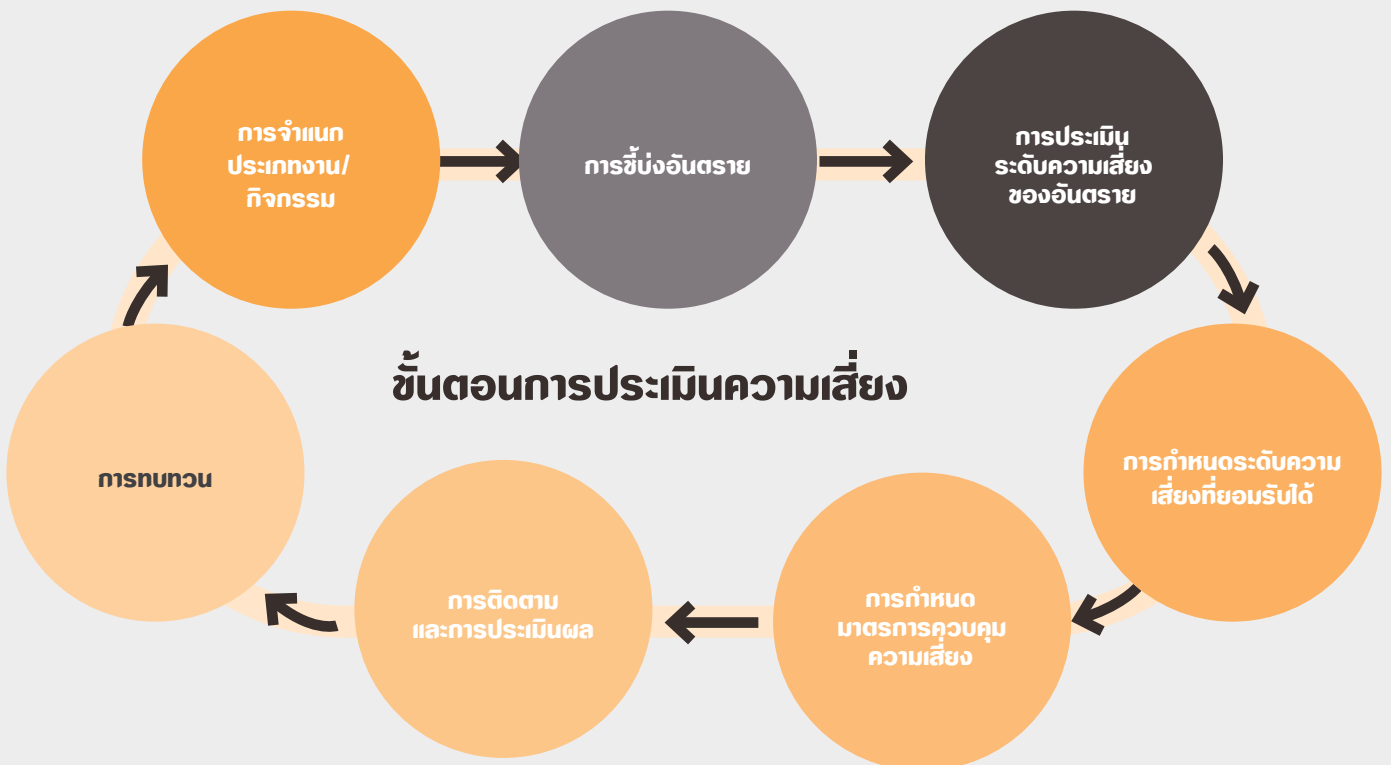 การจำแนก
ประเภทงาน/
กิจกรรม
การชี้บ่งอันตราย
การประเมิน
ระดับความเสี่ยง
ของอันตราย
ขั้นตอนการประเมินความเสี่ยง
การกำหนดระดับความ
เสี่ยงที่ยอมรับได้
การกำหนด
มาตรการควบคุม
ความเสี่ยง
การติดตาม
และการประเมินผล
การทบทวน